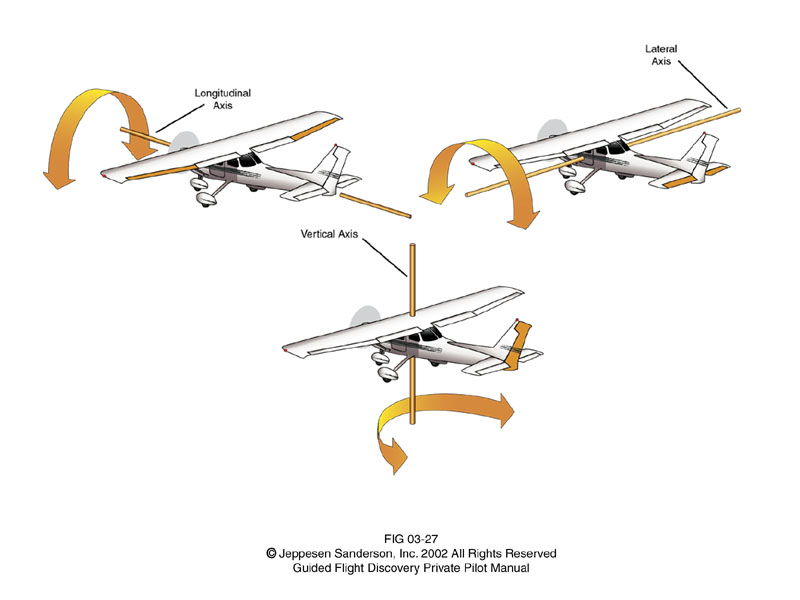 Longitudinal
Axis
Lateral
Axis
Vertical Axis
FIG 03-27
© Jeppesen Sanderson, Inc. 2002 All Rights Reserved
Guided Flight Discovery Private Pilot Manual